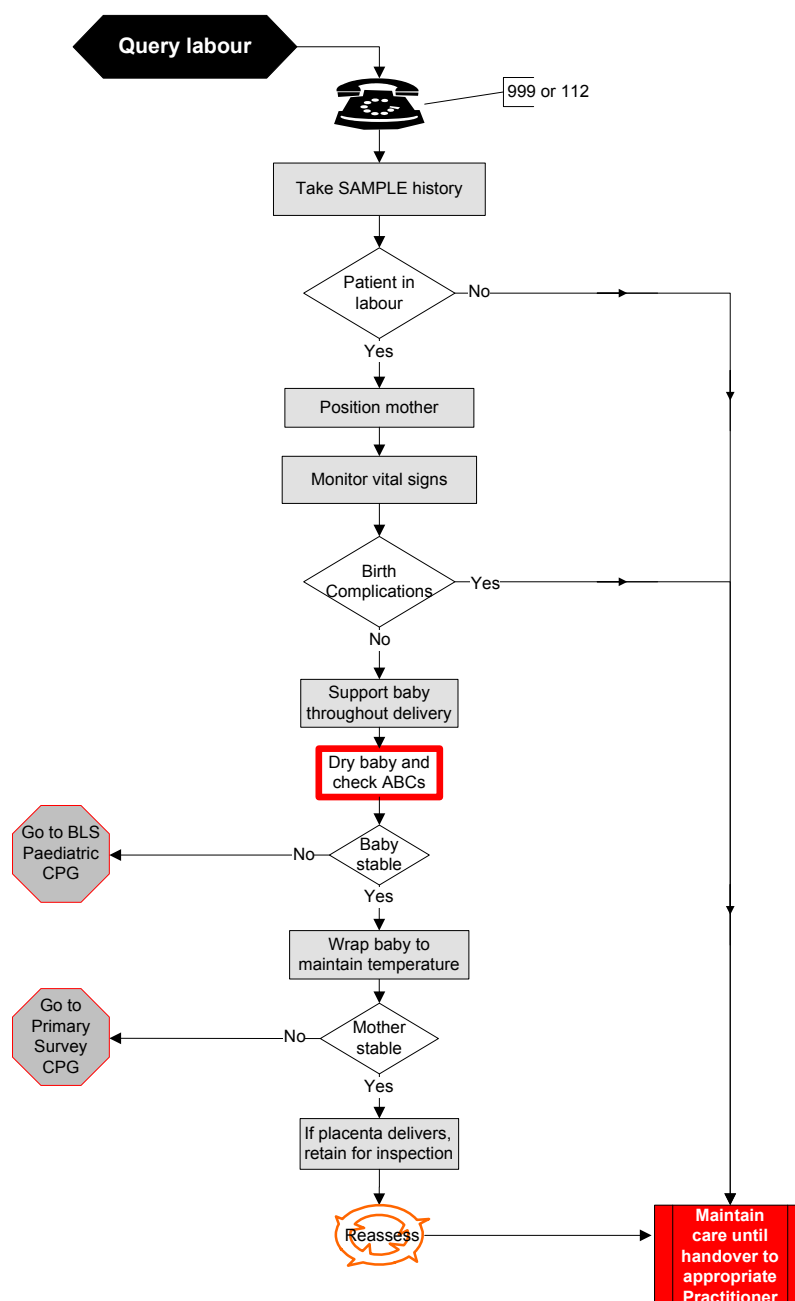 Query labour
999 or 112
Take SAMPLE history
Patient in
labour
No
Yes
Position mother
Monitor vital signs
Birth
Complications
Yes
No
Support baby
throughout delivery
Dry baby and
check ABCs
Go to BLS
Paediatric
CPG
No
Baby
stable
Yes
Wrap baby to
maintain temperature
Go to
Primary
Survey
CPG
No
Mother
stable
Yes
If placenta delivers,
retain for inspection
Reassess
Maintain
care until
handover to
appropriate
Practitioner